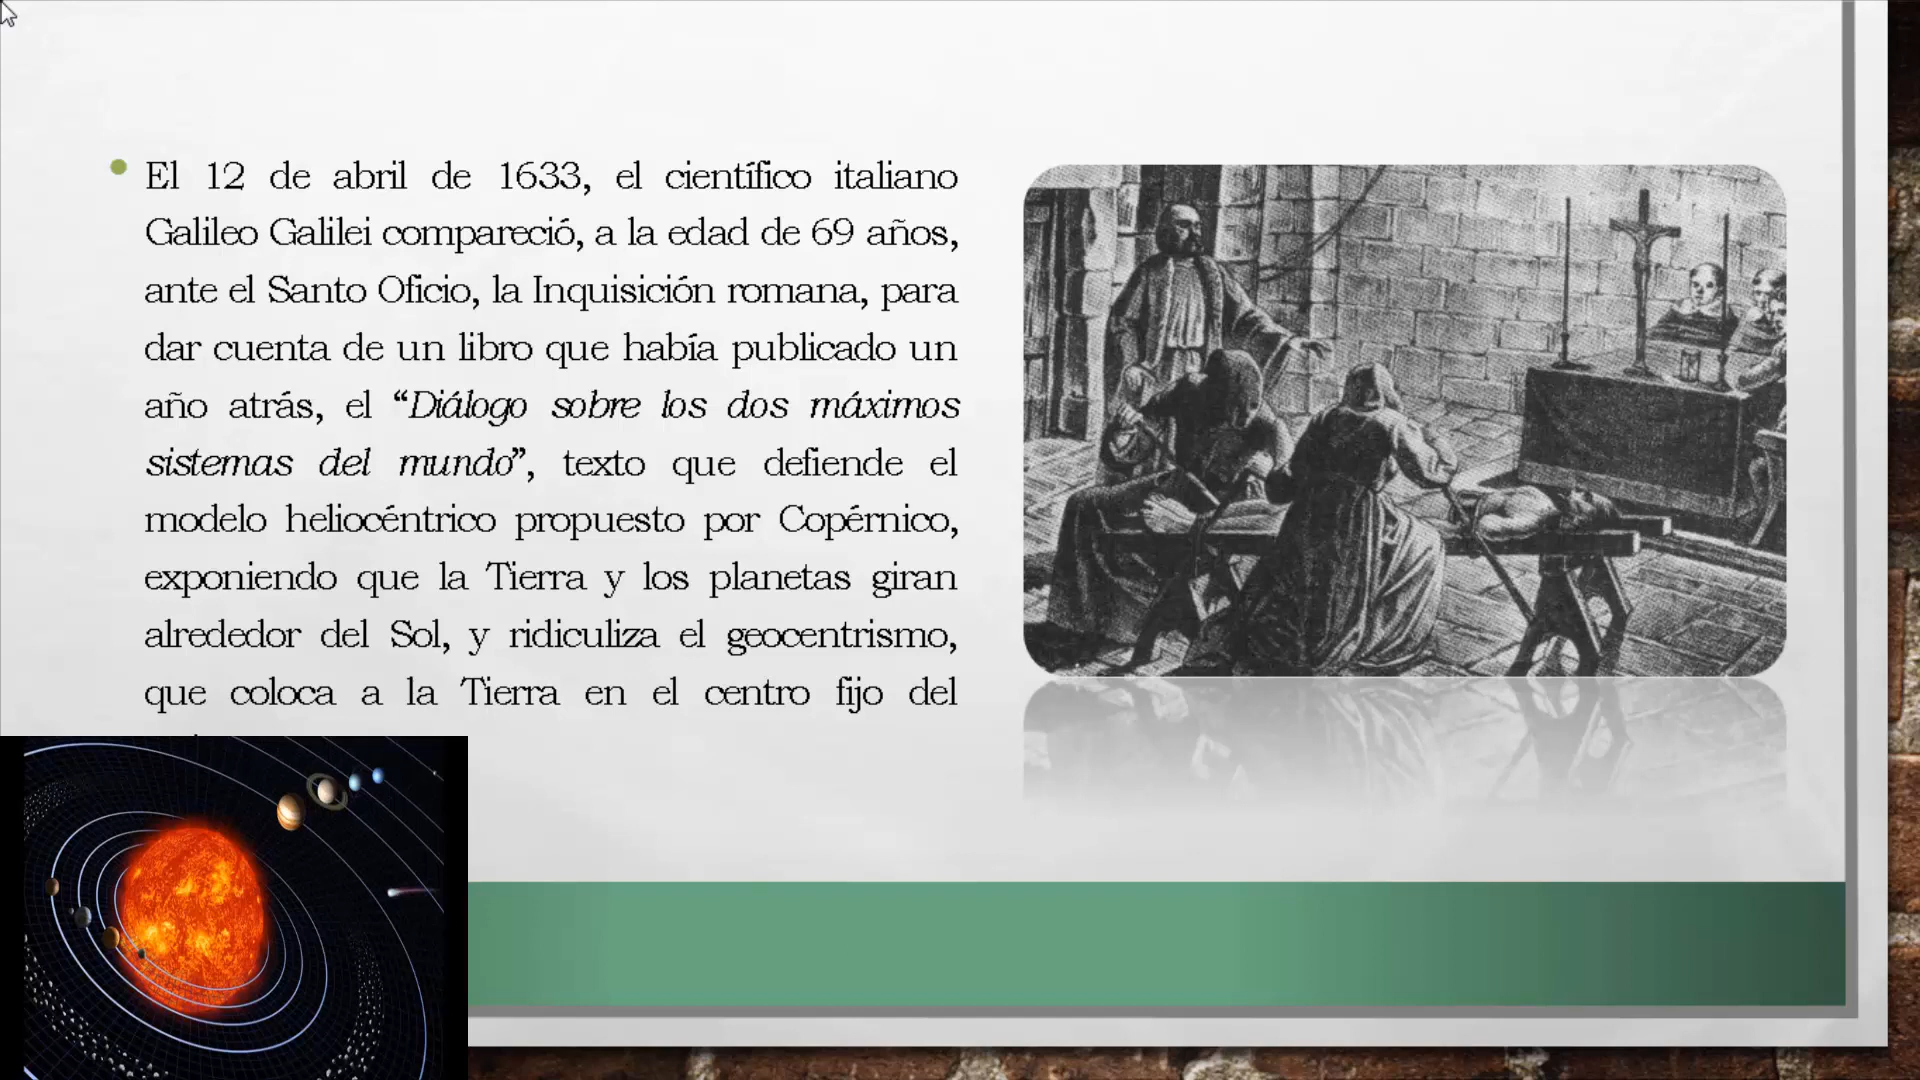 El 12 de abril de 1633, el científico italiano
Galileo Galilei compareció, a la edad de 69 años,
ante el Santo Oficio, la Inquisición romana, para
dar cuenta de un libro que había publicado un
año atrás, el “Diálogo sobre los dos máximos
sistemas del mundo”, texto que defiende el
modelo heliocéntrico propuesto por Copérnico,
exponiendo que la Tierra y los planetas giran
alrededor del Sol, y ridiculiza el geocentrismo,
que coloca a la Tierra en el centro fijo del